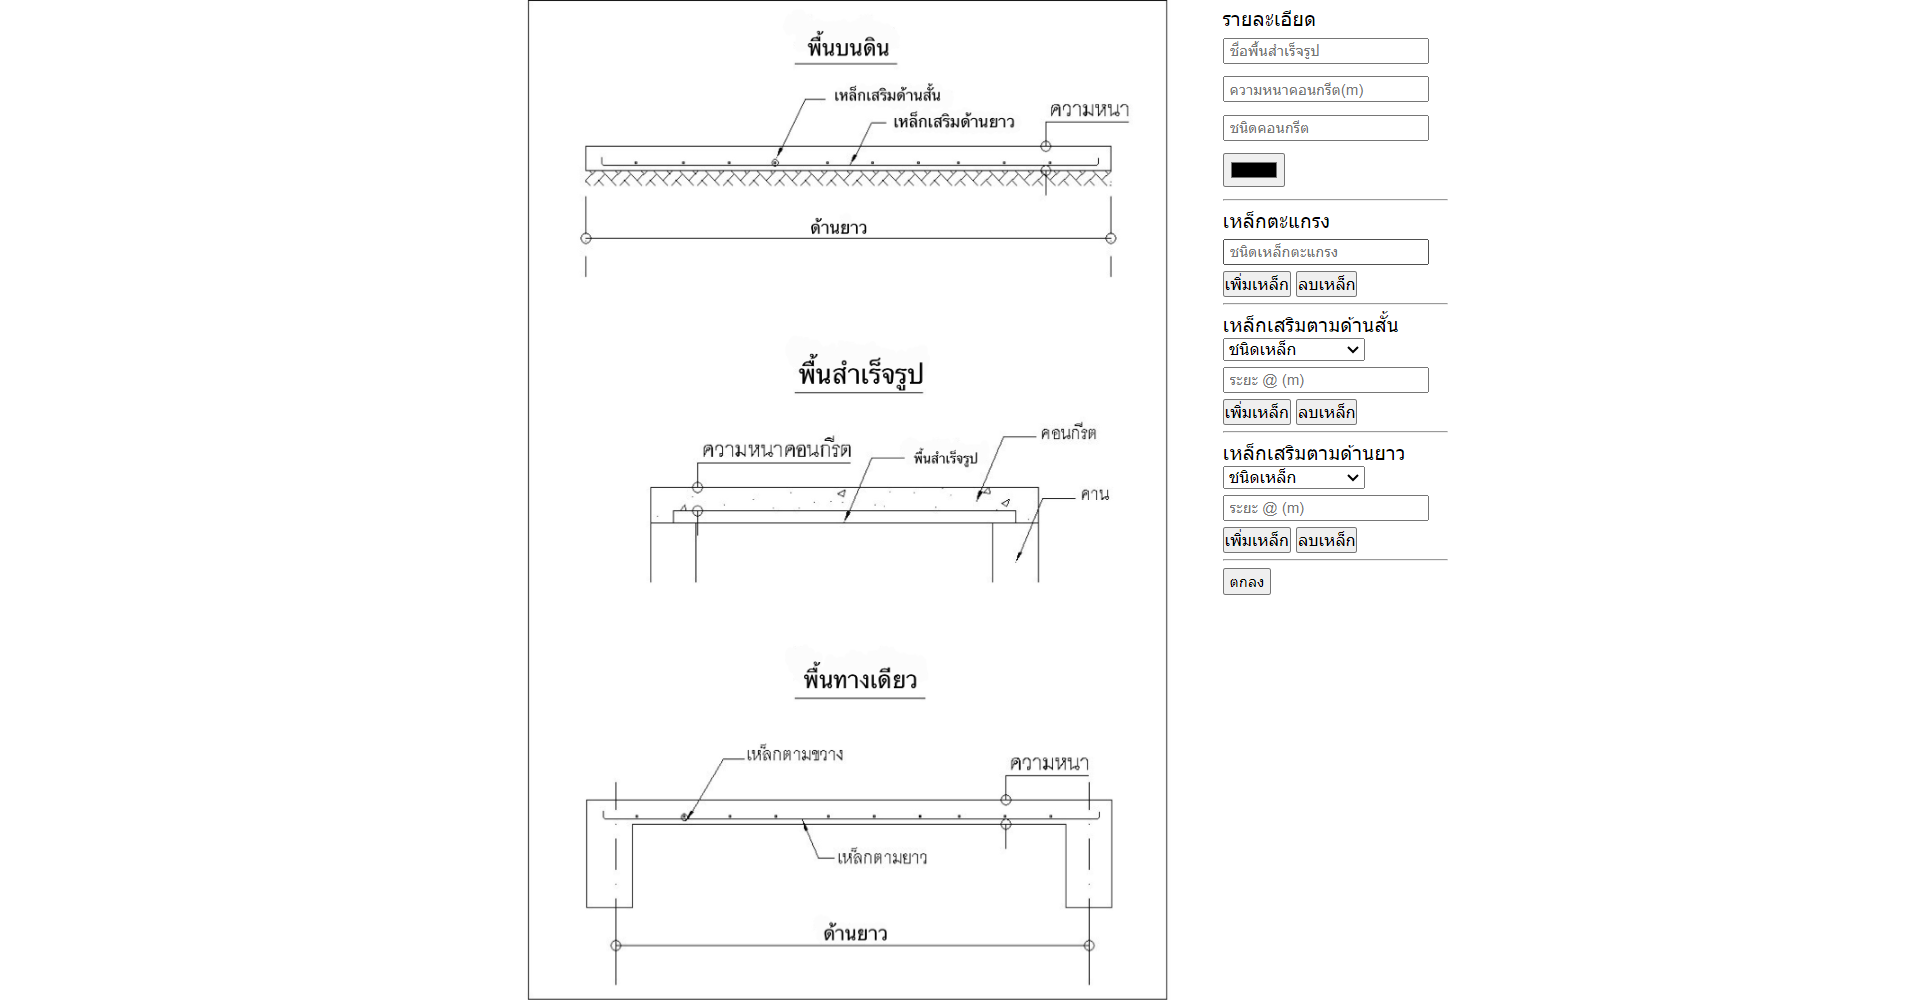 พื้นบนดิน
เหล็กเสริมด้านสั้น
เหล็กเสริมด้านยาว
ความหนา
ด้านยาว
พื้นสำเร็จรูป
คอนกรีต
ความหนาคอนกรีต
พื้นสำเร็จรูป
คาน
พื้นทางเดียว
เหล็กตามขวาง
ความหนา
เหล็กตามยาว
ด้านยาว
รายละเอียด
ชื่อพื้นสำเร็จรูป
ความหนาคอนกรีต(m)
ชนิดคอนกรีต
เหล็กตะแกรง
ชนิดเหล็กตะแกรง
เพิ่มเหล็ก ลบเหล็ก
เหล็กเสริมตามด้านสั้น
ชนิดเหล็ก
ระยะ @ (m)
เพิ่มเหล็ก ลบเหล็ก
เหล็กเสริมตามด้านยาว
ชนิดเหล็ก
ระยะ @ (m)
เพิ่มเหล็ก ลบเหล็ก
ตกลง